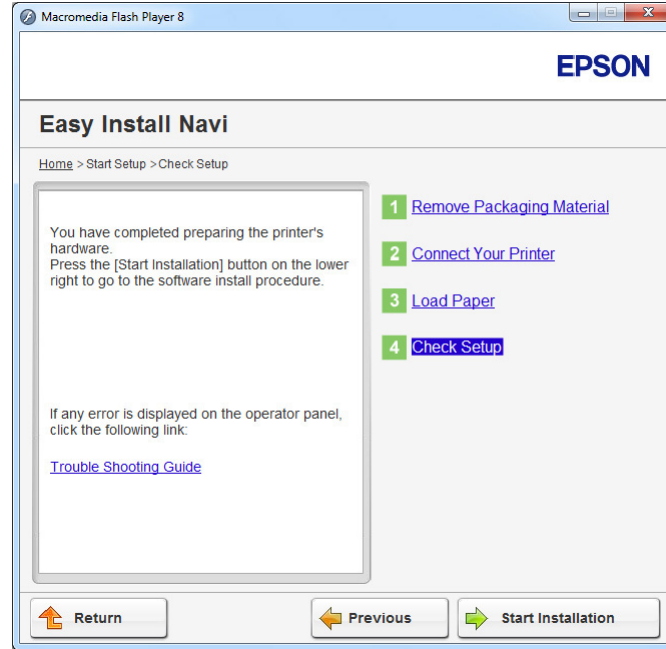 Macromedia Flash Player 8
EPSON
Easy Install Navi
Home > Start Setup >Check Setup
You have completed preparing the printer's
hardware.
Press the [Start Installation] button on the lower
right to go to the software install procedure.
If any error is displayed on the operator panel,
click the following link:
Trouble Shooting Guide
1 Remove Packaging Material
2 Connect Your Printer
3 Load Paper
4 Check Setup
Return
Previous
Start Installation